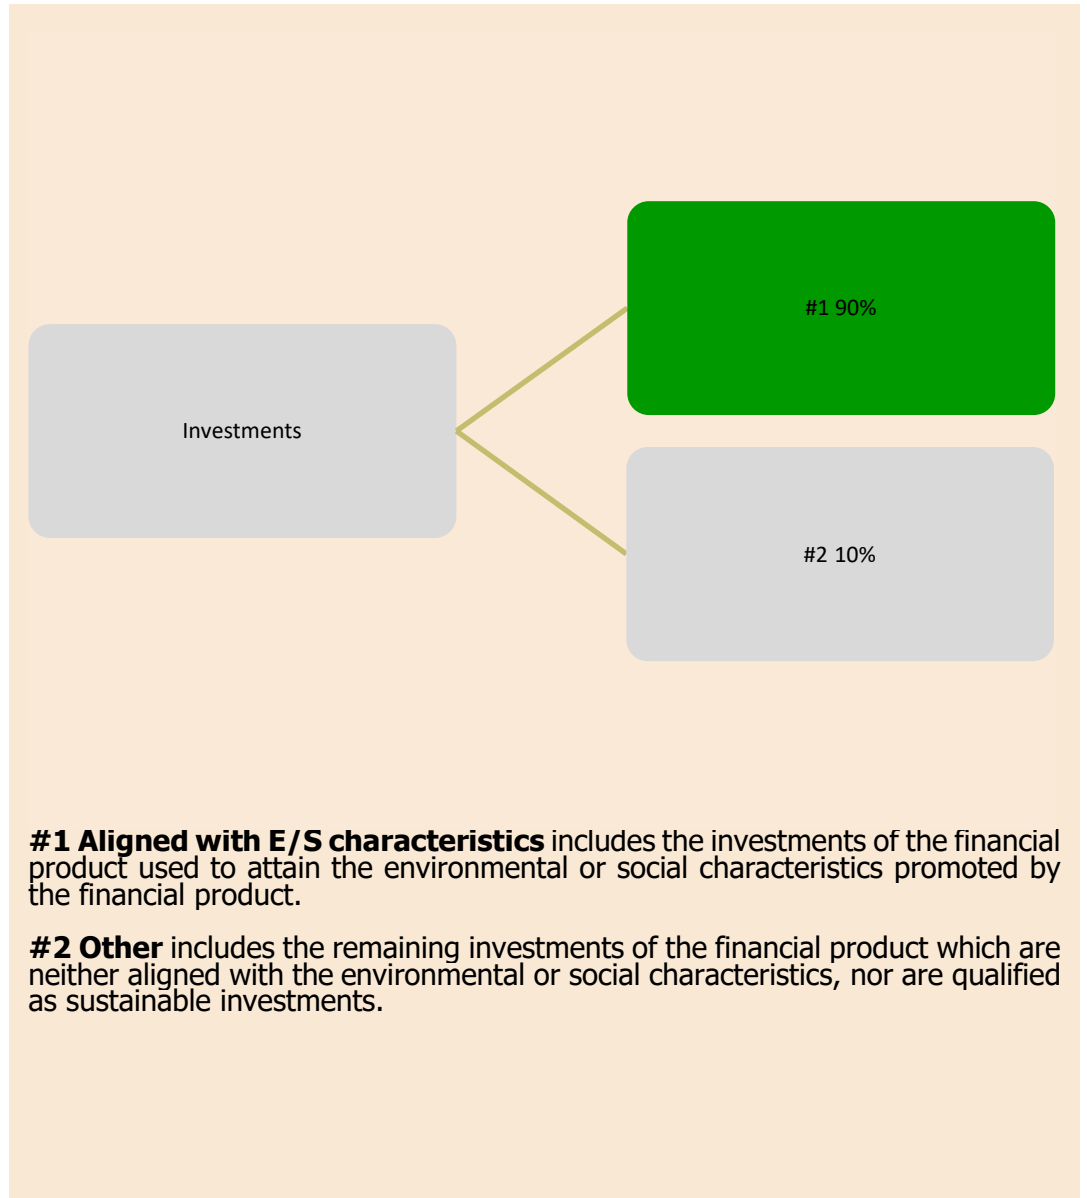 #1 90%
Investments
#2 10%
#1 Aligned with E/S characteristics includes the investments of the financial
product used to attain the environmental or social characteristics promoted by
the financial product.
#2 Other includes the remaining investments of the financial product which are
neither aligned with the environmental or social characteristics, nor are qualified
as sustainable investments.